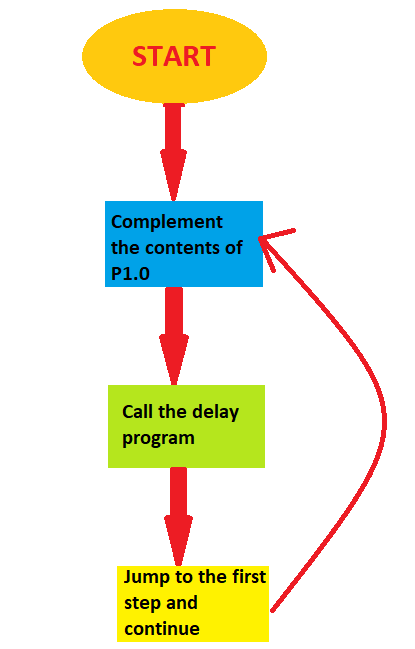 START
Complement
the contents of
P1.0
Call the delay
program
Jump to the first
step and
continue